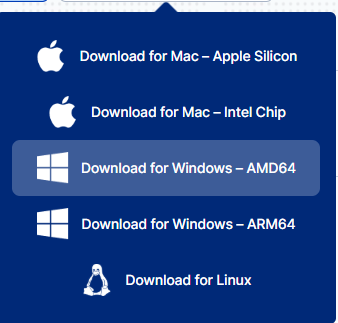 Download for Mac – Apple Silicon
Download for Mac – Intel Chip
Download for Windows – AMD64
Download for Windows – ARM64
Download for Linux